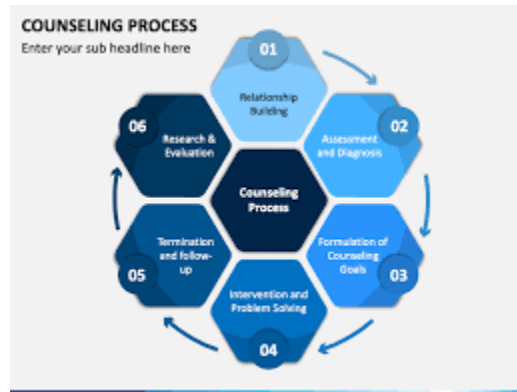 COUNSELING PROCESS
Enter your sub headline here
01
Relationship
Building
02
Assessment
and Diagnosis
03
Formulation of
Counseling
Goals
04
Intervention and
Problem Solving
05
Termination
and follow-
up
06
Research &
Evaluation
Counseling
Process